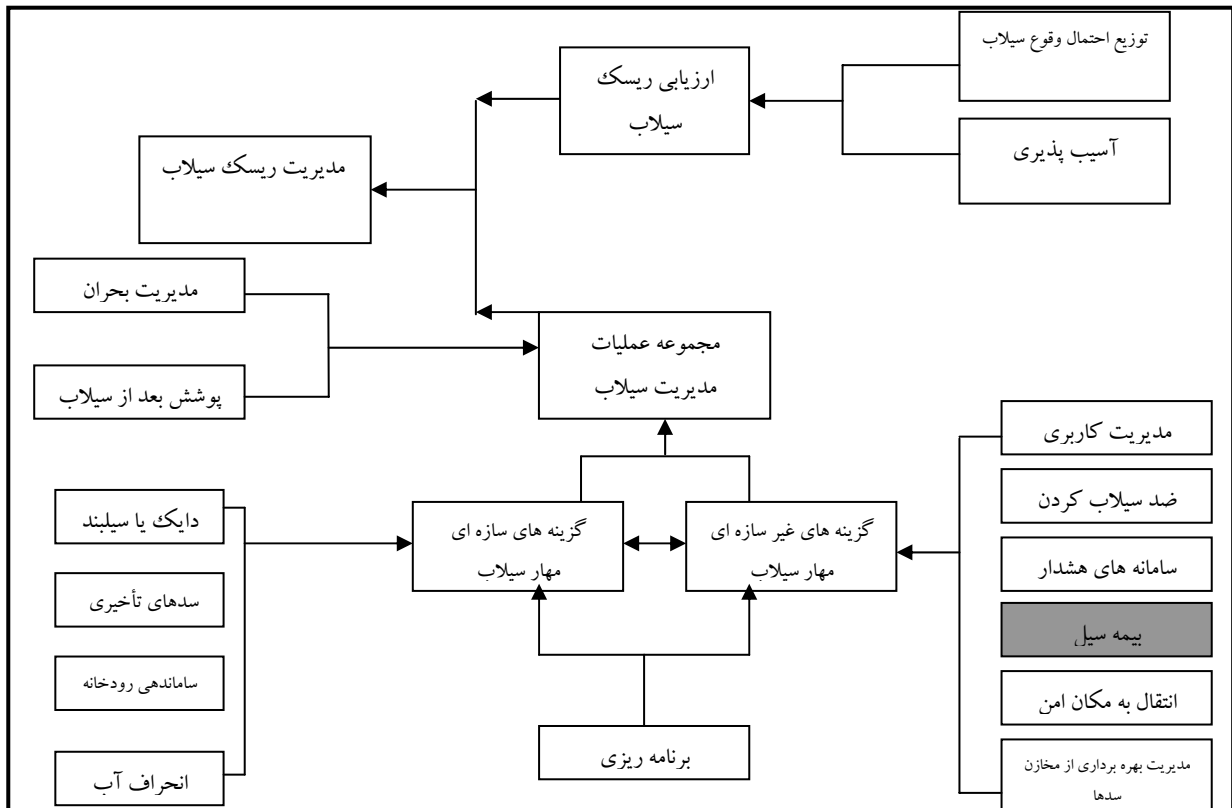 توزیع احتمال وقوع سیلاب
ارزیابی ریسک
سیلاب
آسیب پذیری
مدیریت ریسک سیلاب
مدیریت بحران
مجموعه عملیات
مدیریت سیلاب
پوشش بعد از سیلاب
مدیریت کاربری
ضد سیلاب کردن
سامانه های هشدار
بیمه سیل
انتقال به مکان امن
مدیریت بهره برداری از مخازن
سدها
گزینه های غیر سازه ای
مهار سیلاب
گزینه های سازه ای
مهار سیلاب
دایک یا سیلبند
سدهای تأخیری
ساماندهی رودخانه
انحراف آب
برنامه ریزی